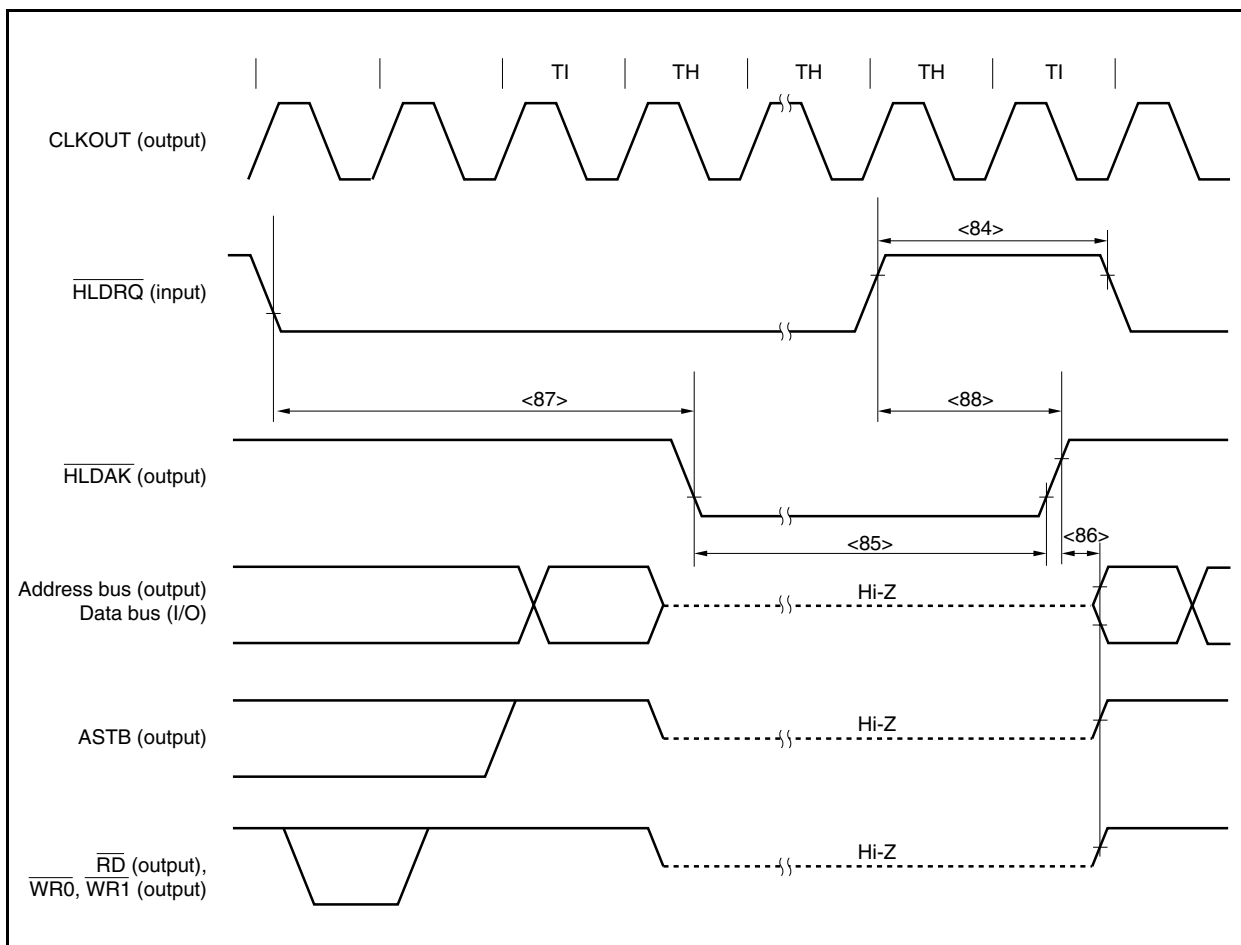 TI TH TH TH TI
CLKOUT (output)
<84>
HLDRQ (input)
<87> <88>
HLDAK (output)
<85> <86>
Address bus (output)
Data bus (I/O)
Hi-Z
ASTB (output)
Hi-Z
RD (output),
WR0, WR1 (output)
Hi-Z